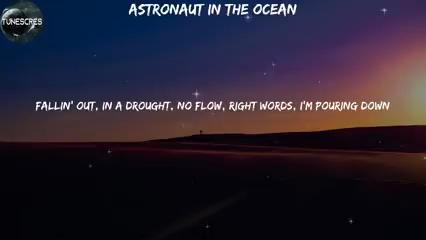 ASTRONAUT IN THE OCEAN
TUNESCRES
FALLIN' OUT, IN A DROUGHT, NO FLOW, RIGHT WORDS, I'M POURING DOWN